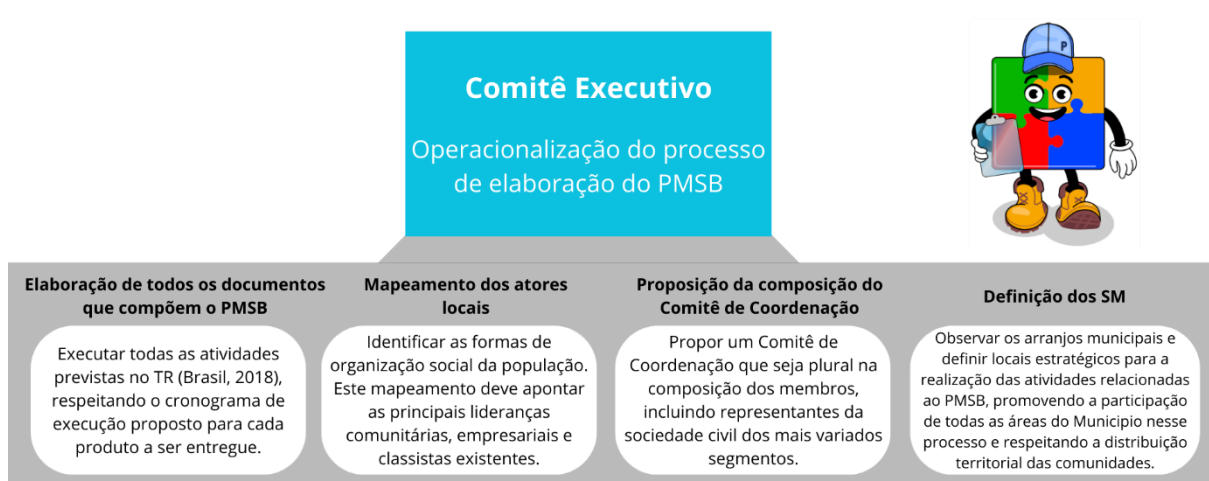 Comitê Executivo
Operacionalização do processo
de elaboração do PMSB
P
Elaboração de todos os documentos
que compõem o PMSB
Executar todas as atividades
previstas no TR (Brasil, 2018),
respeitando o cronograma de
execução proposto para cada
produto a ser entregue.
Mapeamento dos atores
locais
Identificar as formas de
organização social da população.
Este mapeamento deve apontar
as principais lideranças
comunitárias, empresariais e
classistas existentes.
Proposição da composição do
Comitê de Coordenação
Propor um Comitê de
Coordenação que seja plural na
composição dos membros,
incluindo representantes da
sociedade civil dos mais variados
segmentos.
Definição dos SM
Observar os arranjos municipais e
definir locais estratégicos para a
realização das atividades relacionadas
ao PMSB, promovendo a participação
de todas as áreas do Municipio nesse
processo e respeitando a distribuição
territorial das comunidades.